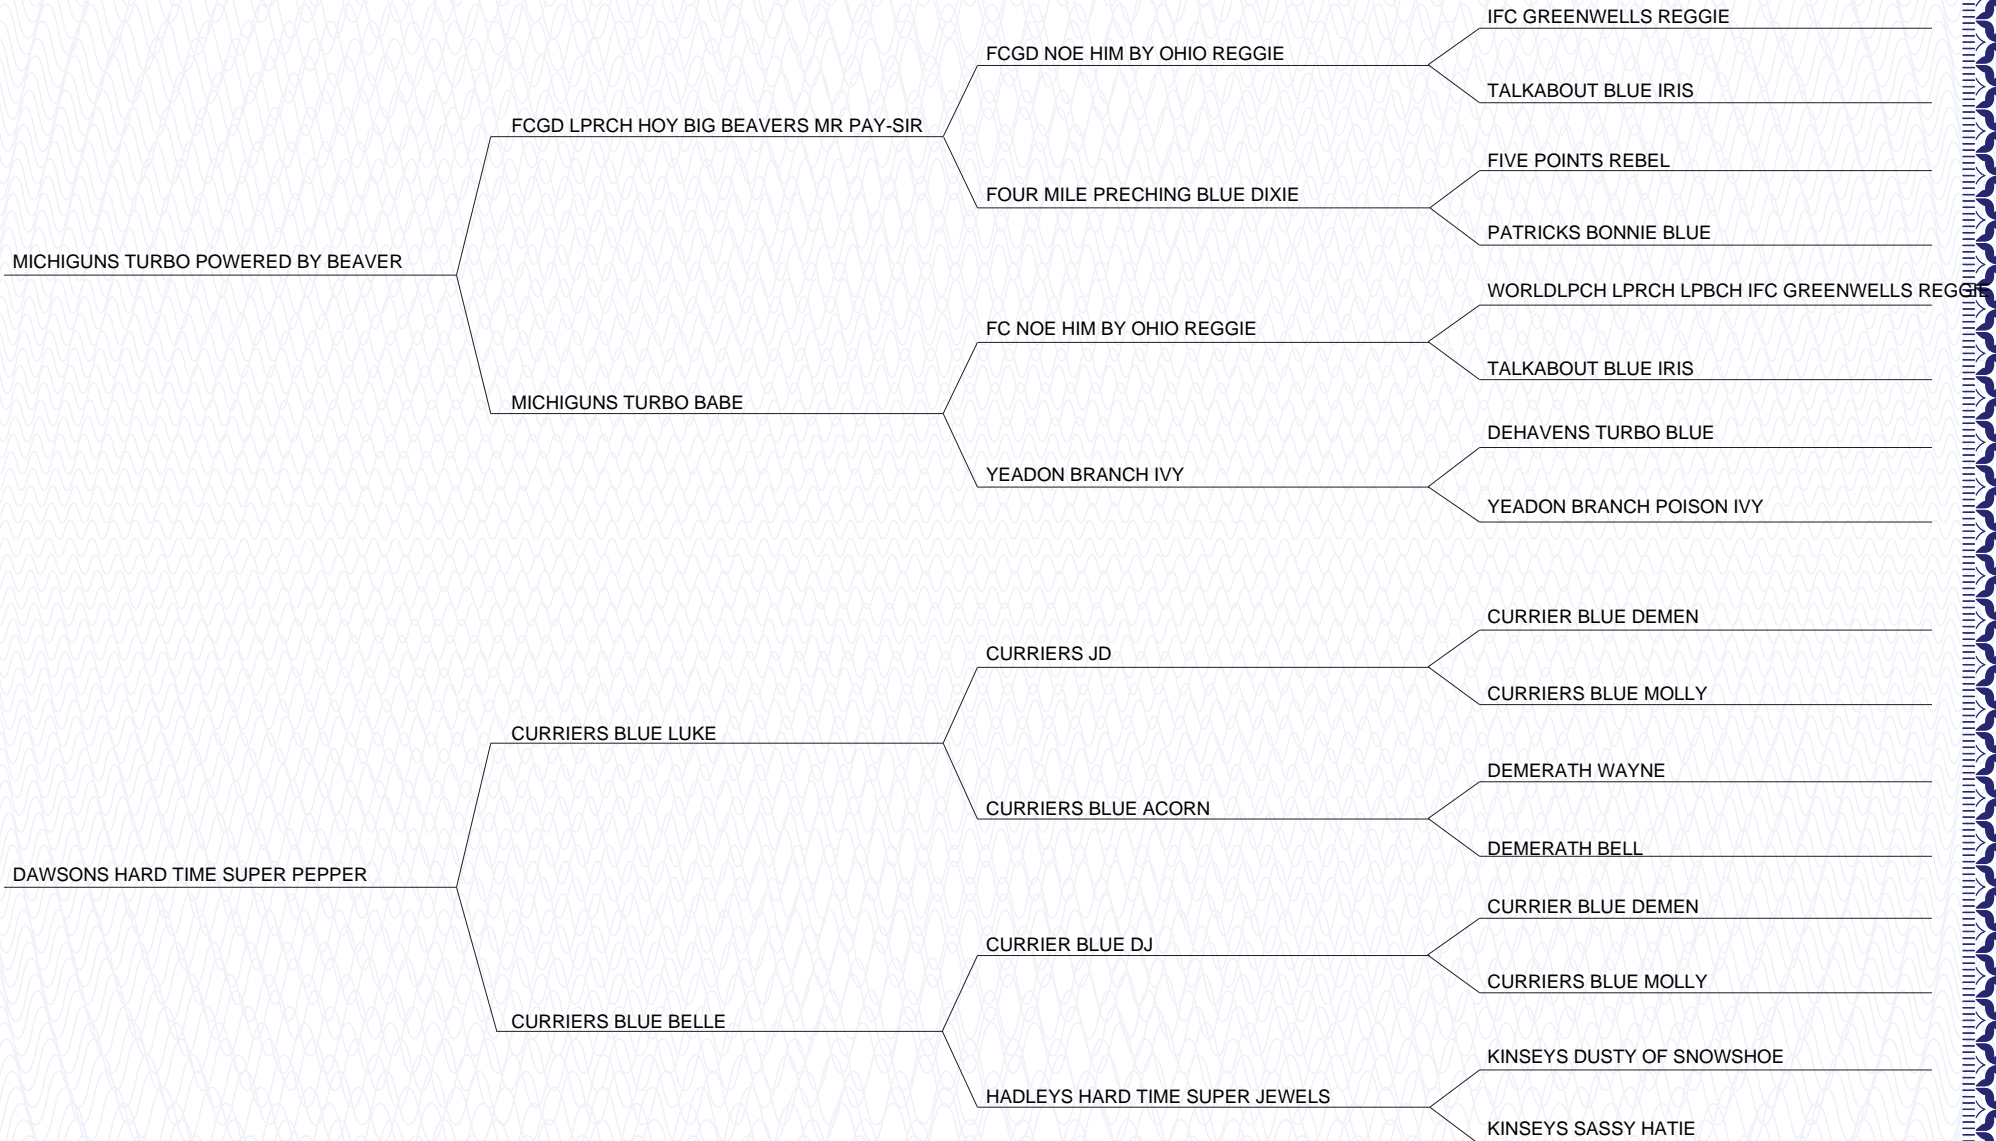 IFC GREENWELLS REGGIE
FCGD NOE HIM BY OHIO REGGIE
TALKABOUT BLUE IRIS
FCGD LPRCH HOY BIG BEAVERS MR PAY-SIR
FIVE POINTS REBEL
FOUR MILE PRECHING BLUE DIXIE
PATRICKS BONNIE BLUE
MICHIGUNS TURBO POWERED BY BEAVER
WORLDLPCH LPRCH LPBCH IFC GREENWELLS REGGIE
FC NOE HIM BY OHIO REGGIE
TALKABOUT BLUE IRIS
MICHIGUNS TURBO BABE
DEHAVENS TURBO BLUE
YEADON BRANCH IVY
YEADON BRANCH POISON IVY
CURRIER BLUE DEMEN
CURRIERS JD
CURRIERS BLUE MOLLY
CURRIERS BLUE LUKE
DEMERATH WAYNE
CURRIERS BLUE ACORN
DEMERATH BELL
DAWSONS HARD TIME SUPER PEPPER
CURRIER BLUE DEMEN
CURRIER BLUE DJ
CURRIERS BLUE MOLLY
CURRIERS BLUE BELLE
KINSEYS DUSTY OF SNOWSHOE
HADLEYS HARD TIME SUPER JEWELS
KINSEYS SASSY HATIE